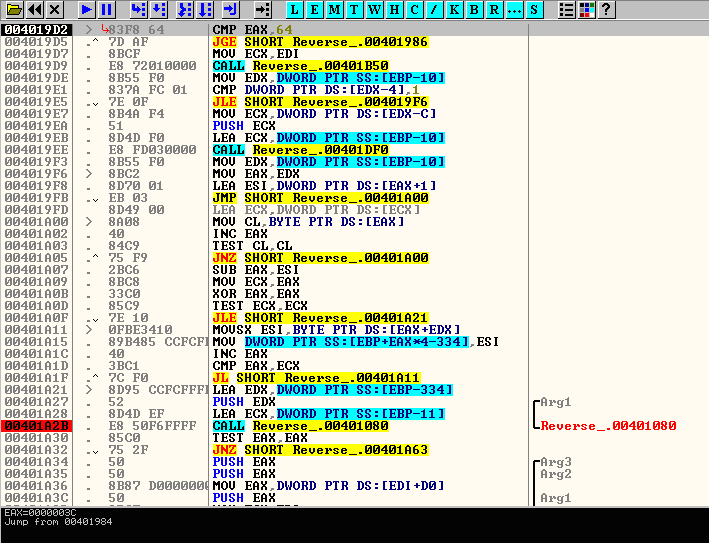 L E M T W H C / K B R ... S ?
004019D2 > 83F8 64 CMP EAX,64
004019D5 .^ 7D AF JGE SHORT Reverse_.00401986
004019D7 . 8BCF MOV ECX,EDI
004019D9 . E8 72010000 CALL Reverse_.00401B50
004019DE . 8B55 F0 MOV EDX,DWORD PTR SS:[EBP-10]
004019E1 . 837A FC 01 CMP DWORD PTR DS:[EDX-4],1
004019E5 .v 7E 0F JLE SHORT Reverse_.004019F6
004019E7 . 8B4A F4 MOV ECX,DWORD PTR DS:[EDX-C]
004019EA . 51 PUSH ECX
004019EB . 8D4D F0 LEA ECX,DWORD PTR SS:[EBP-10]
004019EE . E8 FD030000 CALL Reverse_.00401DF0
004019F3 . 8B55 F0 MOV EDX,DWORD PTR SS:[EBP-10]
004019F6 > 8BC2 MOV EAX,EDX
004019F8 . 8D70 01 LEA ESI,DWORD PTR DS:[EAX+1]
004019FB .v EB 03 JMP SHORT Reverse_.00401A00
004019FD 8D49 00 LEA ECX,DWORD PTR DS:[ECX]
00401A00 > 8A08 MOV CL,BYTE PTR DS:[EAX]
00401A02 . 40 INC EAX
00401A03 . 84C9 TEST CL,CL
00401A05 .^ 75 F9 JNZ SHORT Reverse_.00401A00
00401A07 . 2BC6 SUB EAX,ESI
00401A09 . 8BC8 MOV ECX,EAX
00401A0B . 33C0 XOR EAX,EAX
00401A0D . 85C9 TEST ECX,ECX
00401A0F .v 7E 10 JLE SHORT Reverse_.00401A21
00401A11 > 0FBE3410 MOVSX ESI,BYTE PTR DS:[EAX+EDX]
00401A15 . 89B485 CCFCF MOV DWORD PTR SS:[EBP+EAX*4-334],ESI
00401A1C . 40 INC EAX
00401A1D . 3BC1 CMP EAX,ECX
00401A1F .^ 7C F0 JL SHORT Reverse_.00401A11
00401A21 > 8D95 CCFCFFF LEA EDX,DWORD PTR SS:[EBP-334]
00401A27 . 52 PUSH EDX Arg1
00401A28 . 8D4D EF LEA ECX,DWORD PTR SS:[EBP-11]
00401A2B . E8 50F6FFFF CALL Reverse_.00401080 Reverse_.00401080
00401A30 . 85C0 TEST EAX,EAX
00401A32 .v 75 2F JNZ SHORT Reverse_.00401A63
00401A34 . 50 PUSH EAX Arg3
00401A35 . 50 PUSH EAX Arg2
00401A36 . 8B87 D000000 MOV EAX,DWORD PTR DS:[EDI+D0]
00401A3C . 50 PUSH EAX Arg1
EAX=0000003C
Jump from 00401984